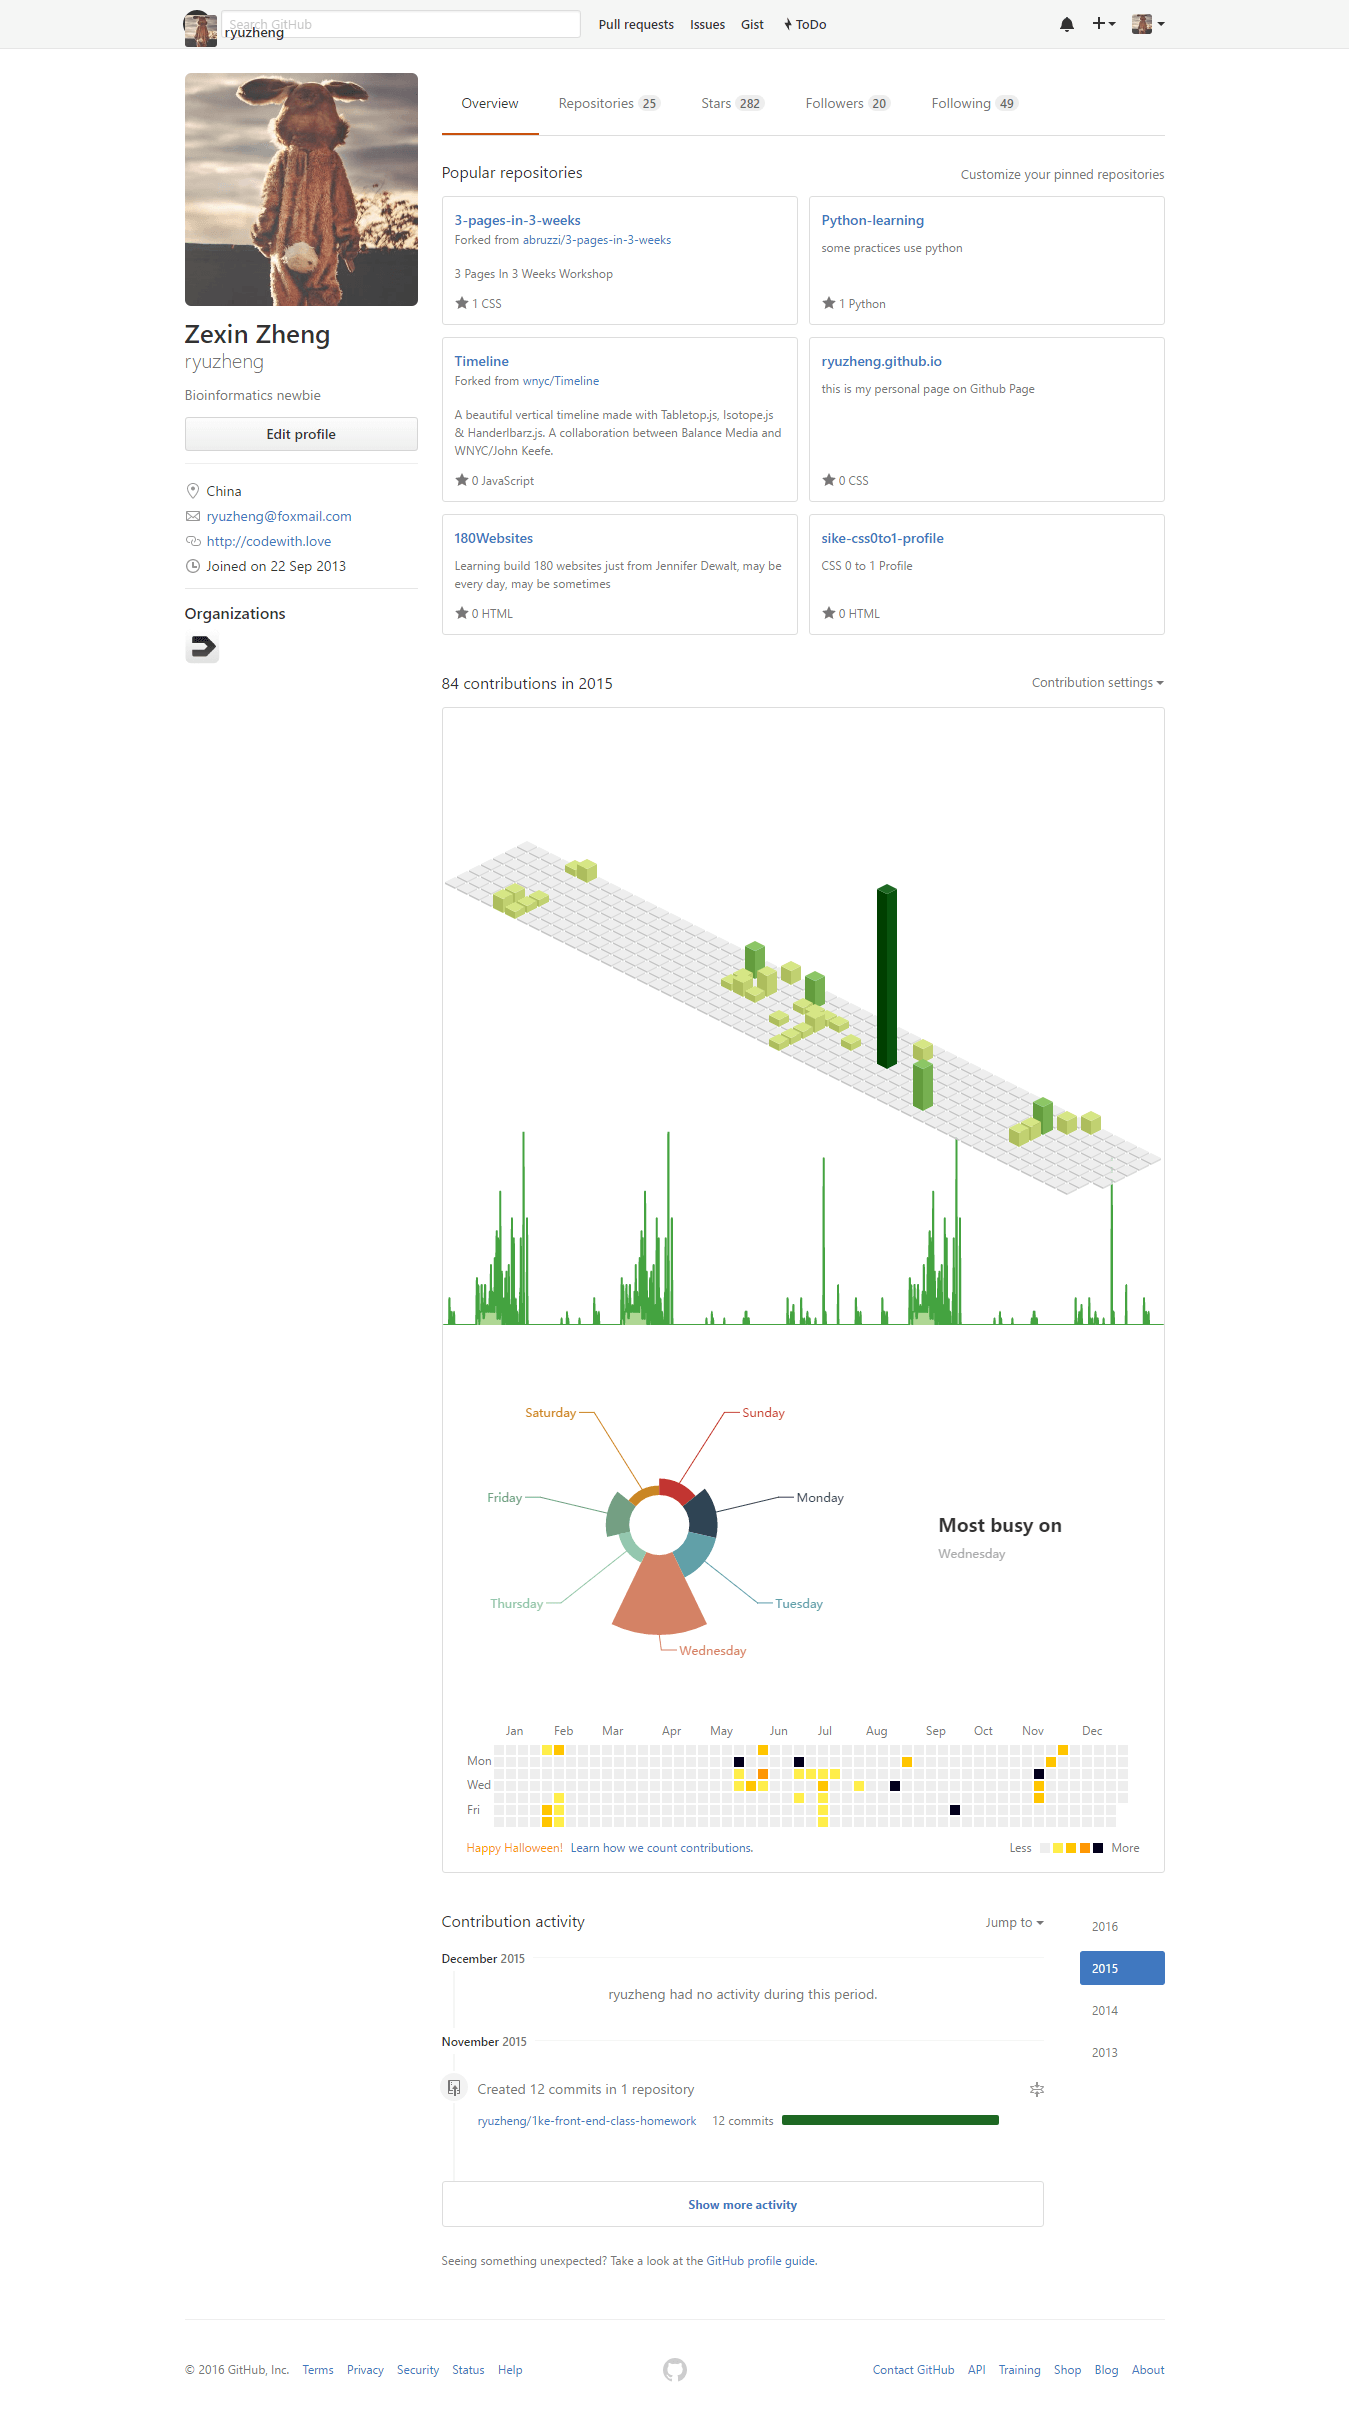 Search GitHub
ryuzheng
Pull requests Issues Gist ToDo
Overview Repositories 25 Stars 282 Followers 20 Following 49
Zexin Zheng
ryuzheng
Bioinformatics newbie
Edit profile
China
ryuzheng@foxmail.com
http://codewith.love
Joined on 22 Sep 2013
Organizations
Popular repositories
Customize your pinned repositories
3-pages-in-3-weeks
Forked from abruzzi/3-pages-in-3-weeks
3 Pages In 3 Weeks Workshop
1 CSS
Python-learning
some practices use python
1 Python
Timeline
Forked from wnyc/Timeline
A beautiful vertical timeline made with Tabletop.js, Isotope.js
& Handerlbarz.js. A collaboration between Balance Media and
WNYC/John Keefe.
0 JavaScript
ryuzheng.github.io
this is my personal page on Github Page
0 CSS
180Websites
Learning build 180 websites just from Jennifer Dewalt, may be
every day, may be sometimes
0 HTML
sike-css0to1-profile
CSS 0 to 1 Profile
0 HTML
84 contributions in 2015
Contribution settings
Saturday
Sunday
Friday
Monday
Thursday
Tuesday
Wednesday
Most busy on
Wednesday
Jan Feb Mar Apr May Jun Jul Aug Sep Oct Nov Dec
Mon
Wed
Fri
Happy Halloween! Learn how we count contributions.
Less More
Contribution activity
Jump to
2016
2015
2014
2013
December 2015
ryuzheng had no activity during this period.
November 2015
Created 12 commits in 1 repository
ryuzheng/1ke-front-end-class-homework 12 commits
Show more activity
Seeing something unexpected? Take a look at the GitHub profile guide.
© 2016 GitHub, Inc. Terms Privacy Security Status Help
Contact GitHub API Training Shop Blog About